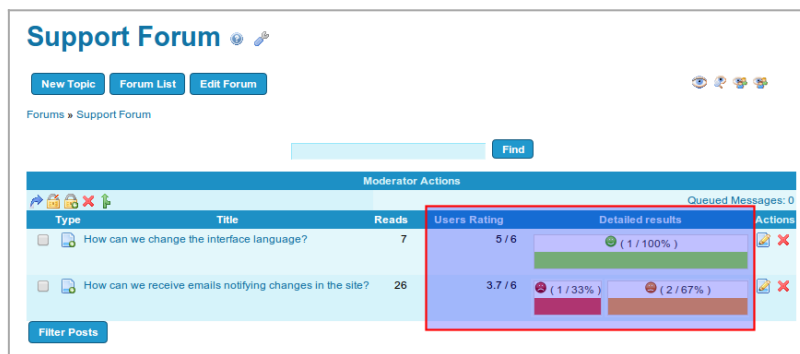 Support Forum
New Topic Forum List Edit Forum
Forums » Support Forum
Find
Moderator Actions
Queued Messages: 0
Type Title Reads Users Rating Detailed results Actions
How can we change the interface language? 7 5 / 6 ( 1 / 100% )
How can we receive emails notifying changes in the site? 26 3.7 / 6 ( 1 / 33% ) ( 2 / 67% )
Filter Posts